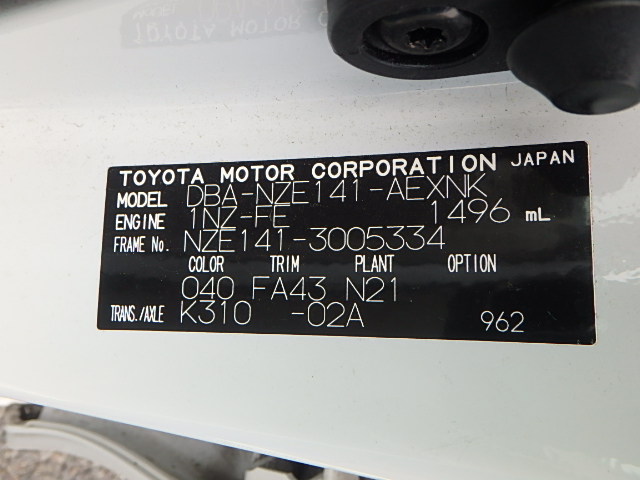 TOYOTA MOTOR CORPORATION JAPAN
MODEL DBA-NZE141-AEXNK
ENGINE 1NZ-FE 1496 mL
FRAME No. NZE141-3005334
COLOR TRIM PLANT OPTION
040 FA43 N21
TRANS./AXLE K310 -02A 962